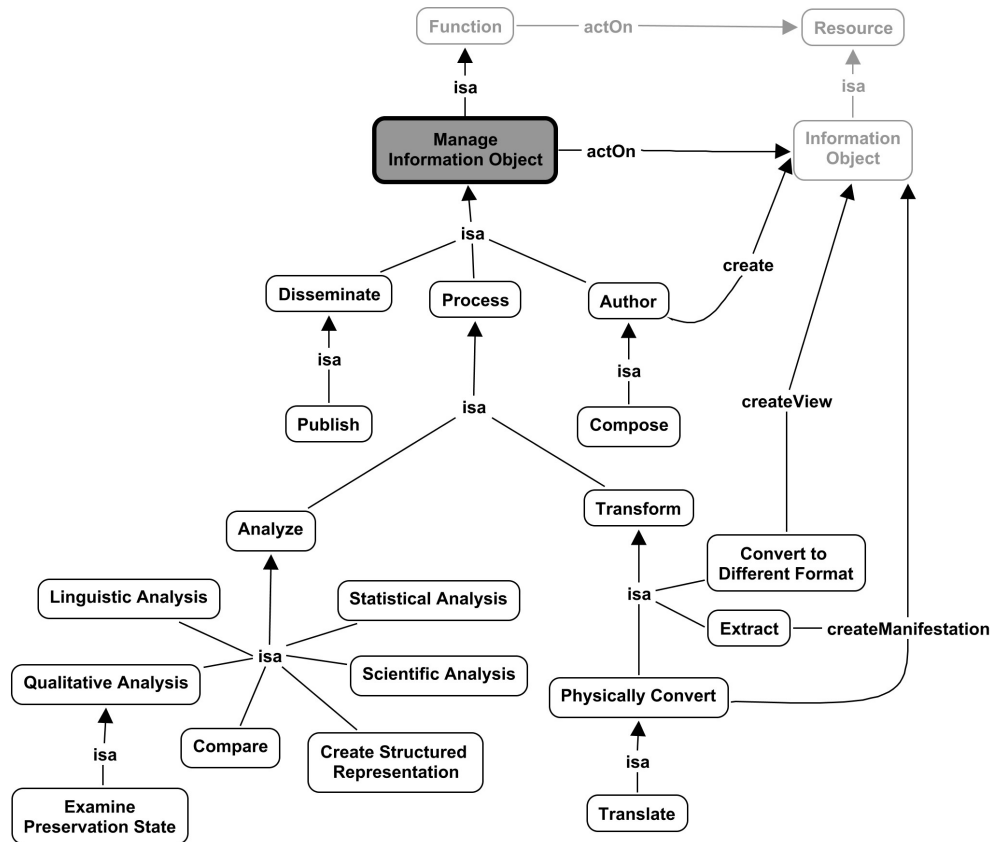 Function
actOn
Resource
isa
isa
Manage
Information Object
actOn
Information
Object
isa
create
Disseminate
Process
Author
isa
isa
isa
createView
Publish
Compose
Analyze
Transform
Convert to
Different Format
Linguistic Analysis
Statistical Analysis
isa
Extract
createManifestation
isa
Qualitative Analysis
Scientific Analysis
Physically Convert
Compare
Create Structured
Representation
isa
isa
Examine
Preservation State
Translate